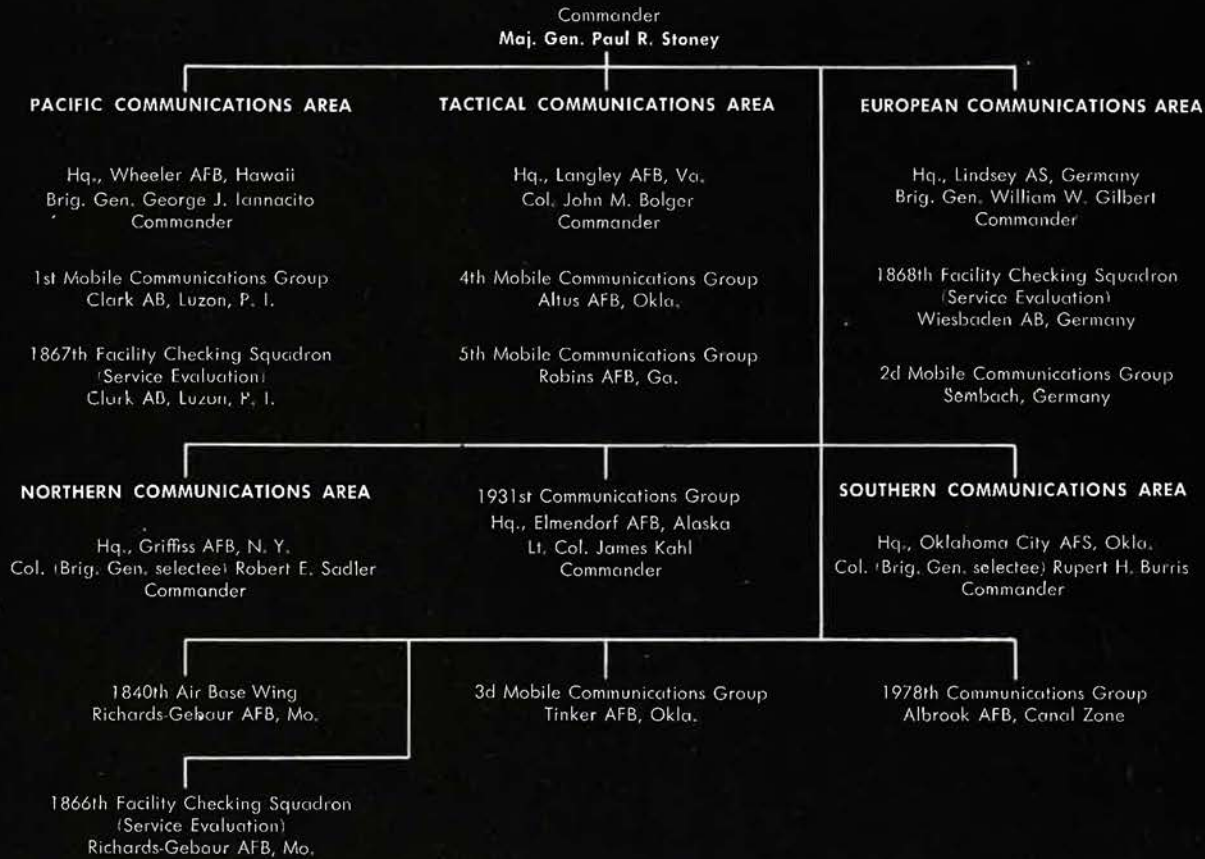 Commander
Maj. Gen. Paul R. Stoney
PACIFIC COMMUNICATIONS AREA
Hq., Wheeler AFB, Hawaii
Brig. Gen. George J. Iannacito
Commander
1st Mobile Communications Group
Clark AB, Luzon, P. I.
1867th Facility Checking Squadron
(Service Evaluation)
Clark AB, Luzon, P. I.
TACTICAL COMMUNICATIONS AREA
Hq., Langley AFB, Va.
Col. John M. Bolger
Commander
4th Mobile Communications Group
Altus AFB, Okla.
5th Mobile Communications Group
Robins AFB, Ga.
EUROPEAN COMMUNICATIONS AREA
Hq., Lindsey AS, Germany
Brig. Gen. William W. Gilbert
Commander
1868th Facility Checking Squadron
(Service Evaluation)
Wiesbaden AB, Germany
2d Mobile Communications Group
Sembach, Germany
NORTHERN COMMUNICATIONS AREA
Hq., Griffiss AFB, N. Y.
Col. (Brig. Gen. selectee) Robert E. Sadler
Commander
1931st Communications Group
Hq., Elmendorf AFB, Alaska
Lt. Col. James Kahl
Commander
SOUTHERN COMMUNICATIONS AREA
Hq., Oklahoma City AFS, Okla.
Col. (Brig. Gen. selectee) Rupert H. Burris
Commander
1840th Air Base Wing
Richards-Gebaur AFB, Mo.
3d Mobile Communications Group
Tinker AFB, Okla.
1978th Communications Group
Albrook AFB, Canal Zone
1866th Facility Checking Squadron
(Service Evaluation)
Richards-Gebaur AFB, Mo.